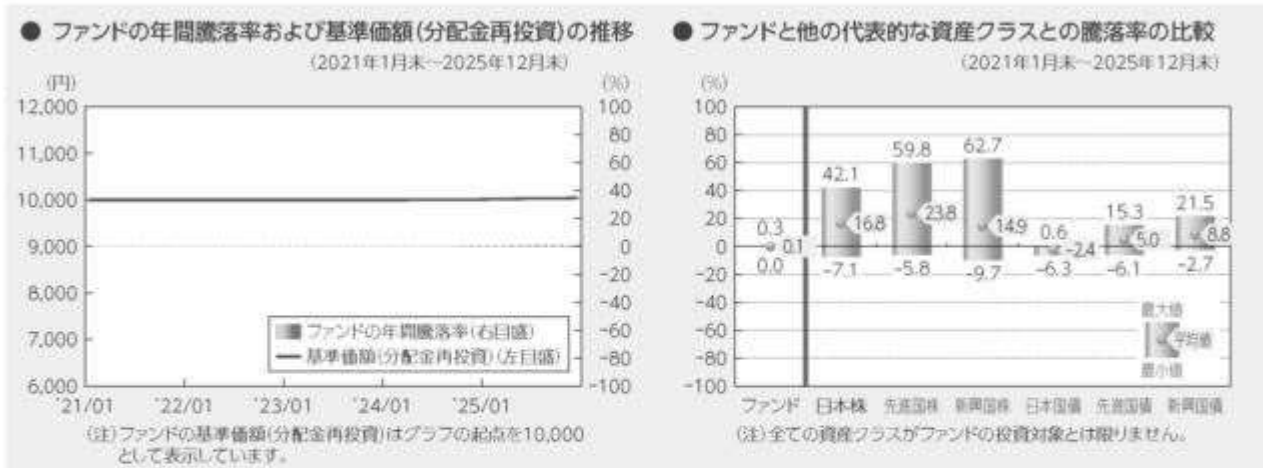 ● ファンドの年間騰落率および基準価額(分配金再投資)の推移
(2021年1月末～2025年12月末)
(円)
(%)
12,000
11,000
10,000
9,000
8,000
7,000
6,000
100
80
60
40
20
0
-20
-40
-60
-80
-100
ファンドの年間騰落率(右目盛)
基準価額(分配金再投資)(左目盛)
'21/01 '22/01 '23/01 '24/01 '25/01
(注)ファンドの基準価額(分配金再投資)はグラフの起点を10,000
として表示しています。
● ファンドと他の代表的な資産クラスとの騰落率の比較
(2021年1月末～2025年12月末)
(%)
100
80
60
40
20
0
-20
-40
-60
-80
-100
0.3 42.1 59.8 62.7 0.6 15.3 21.5
0.1 16.8 23.8 14.9 -2.4 5.0 8.8
0.0 -7.1 -5.8 -9.7 -6.3 -6.1 -2.7
最大値
平均値
最小値
ファンド 日本株 先進国株 新興国株 日本国債 先進国債 新興国債
(注)全ての資産クラスがファンドの投資対象とは限りません。